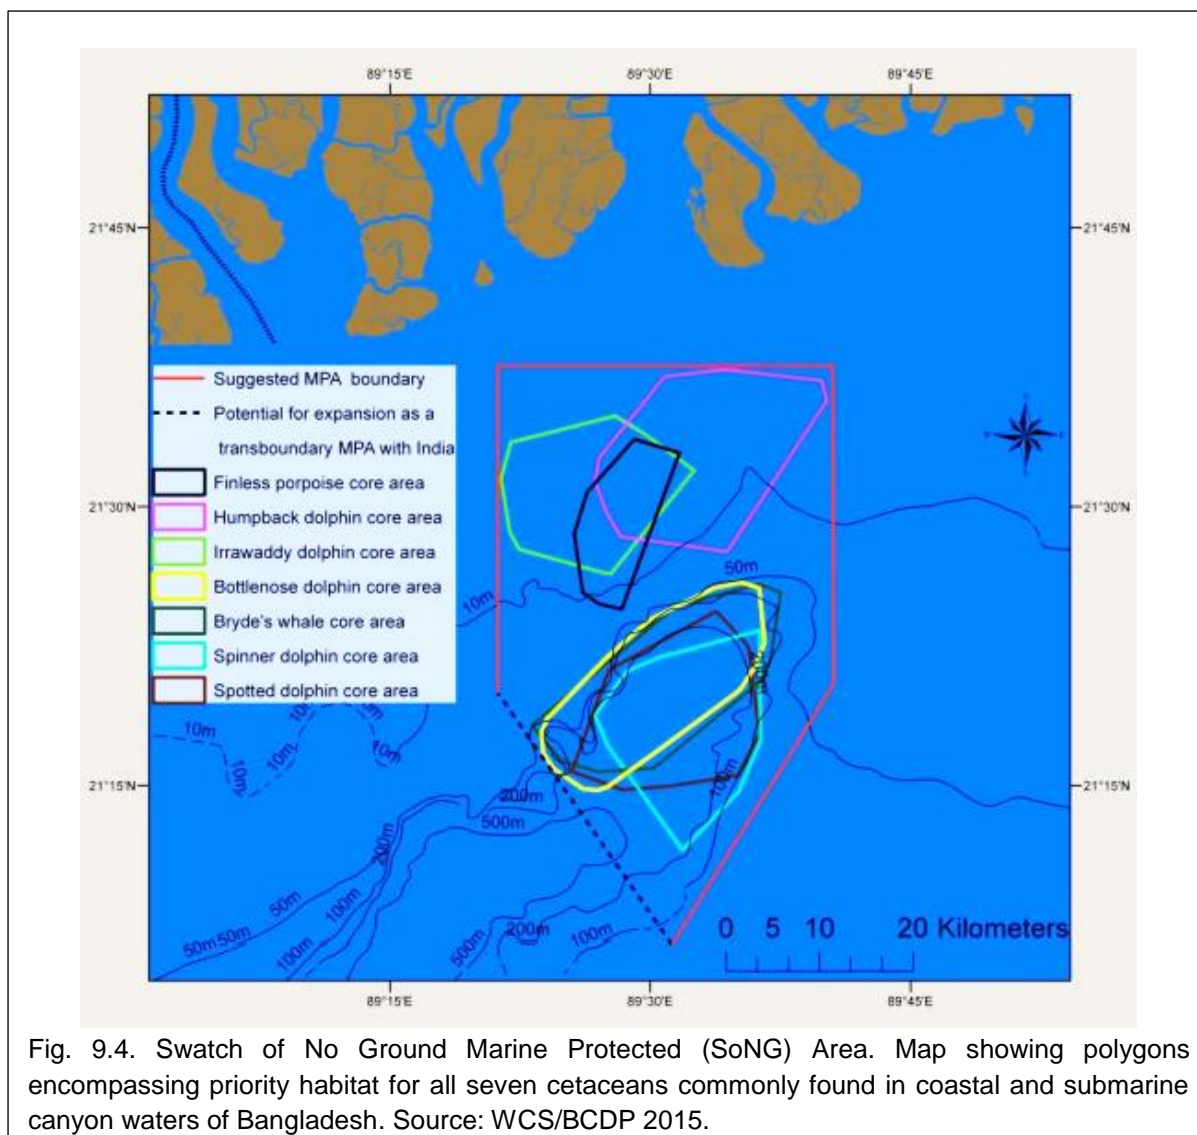 89°15'E 89°30'E 89°45'E
21°45'N 21°45'N
Suggested MPA boundary
Potential for expansion as a
transboundary MPA with India
Finless porpoise core area
Humpback dolphin core area
21°30'N 21°30'N
Irrawaddy dolphin core area
50m
Bottlenose dolphin core area
10m
Bryde's whale core area
Spinner dolphin core area
Spotted dolphin core area
10m 10m 10m 10m 10m
21°15'N 100m 21°15'N
200m
500m
200m
50m
100m
50m 50m
100m
500m
200m
100m
0 5 10 20 Kilometers
89°15'E 89°30'E 89°45'E
Fig. 9.4. Swatch of No Ground Marine Protected (SoNG) Area. Map showing polygons
encompassing priority habitat for all seven cetaceans commonly found in coastal and submarine
canyon waters of Bangladesh. Source: WCS/BCDP 2015.